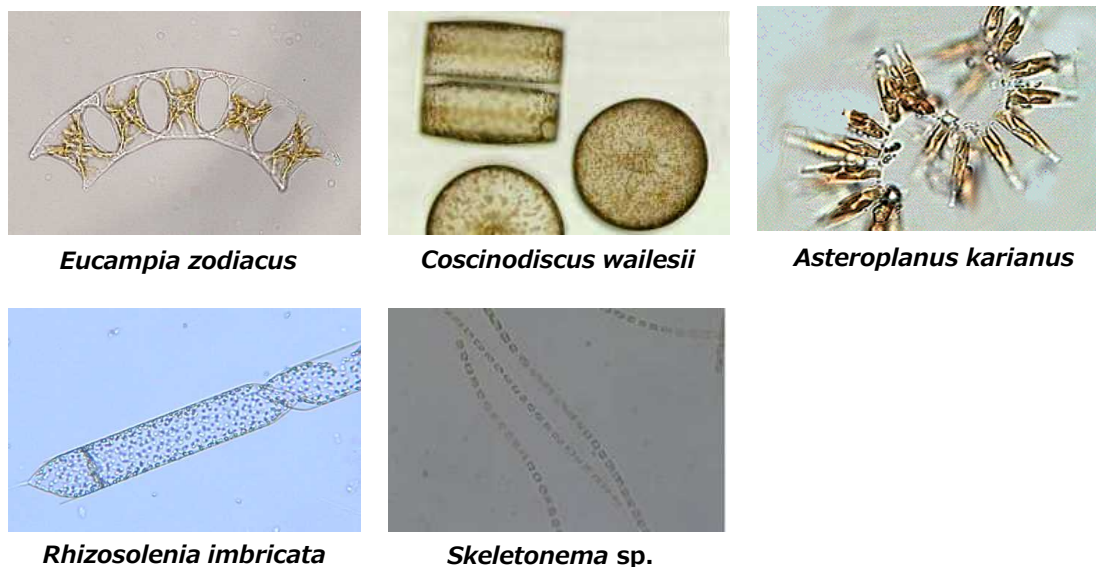 Eucampia zodiacus
Coscinodiscus wailesii
Asteroplanus karianus
Rhizosolenia imbricata
Skeletonema sp.